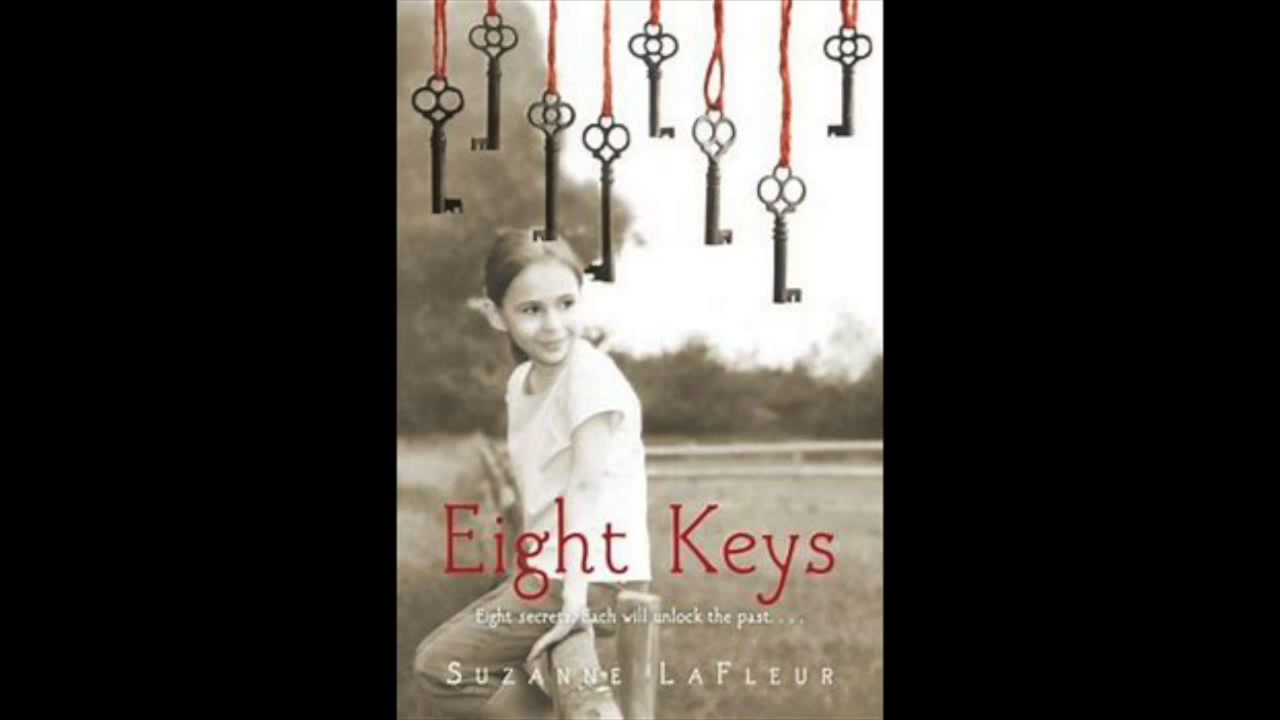 Eight Keys
Eight secrets. Each will unlock the past. . . .
SUZANNE LAFLEUR